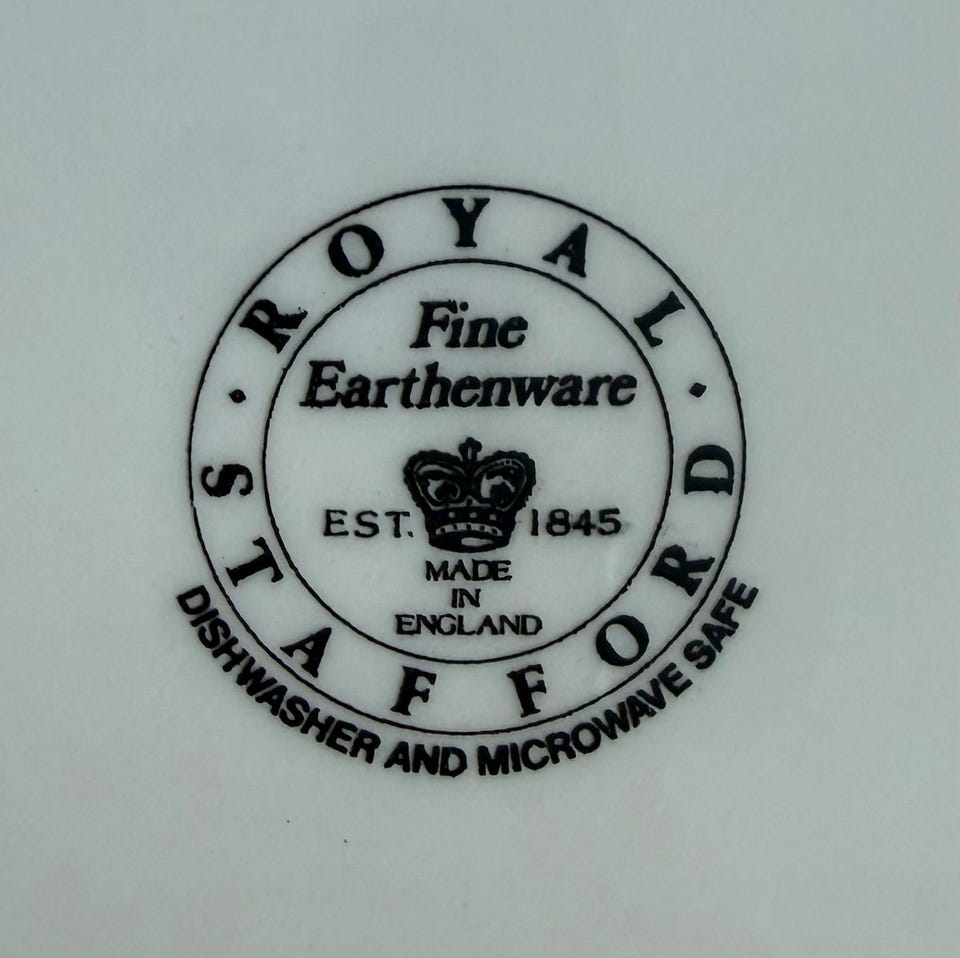 ROYAL
Fine
Earthenware
EST. 1845
MADE
IN
ENGLAND
STAFFORD
DISHWASHER AND MICROWAVE SAFE